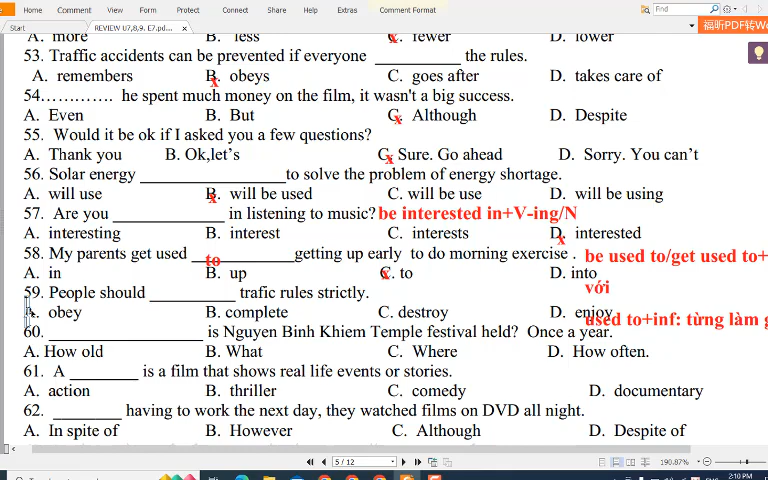 Home Comment View Form Protect Connect Share Help Extras Comment Format
Find
Start REVIEW U7,8,9. E7.pd... × 福昕PDF转Wo
A. more B. less C. fewer D. lower
x
53. Traffic accidents can be prevented if everyone __________ the rules.
A. remembers B. obeys C. goes after D. takes care of
x
54…………. he spent much money on the film, it wasn't a big success.
A. Even B. But C. Although D. Despite
x
55. Would it be ok if I asked you a few questions?
A. Thank you B. Ok,let’s C. Sure. Go ahead D. Sorry. You can’t
x
56. Solar energy _________________to solve the problem of energy shortage.
A. will use B. will be used C. will be use D. will be using
x
57. Are you _____________ in listening to music? be interested in+V-ing/N
A. interesting B. interest C. interests D. interested
x
58. My parents get used ____________getting up early to do morning exercise . be used to/get used to+
to
A. in B. up C. to D. into
x
với
59. People should __________ trafic rules strictly.
A. obey B. complete C. destroy D. enjoy
used to+inf: từng làm g
60. __________________ is Nguyen Binh Khiem Temple festival held? Once a year.
A. How old B. What C. Where D. How often.
61. A ________ is a film that shows real life events or stories.
A. action B. thriller C. comedy D. documentary
62. ________ having to work the next day, they watched films on DVD all night.
A. In spite of B. However C. Although D. Despite of
5 / 12 190.87%
2:10 PM